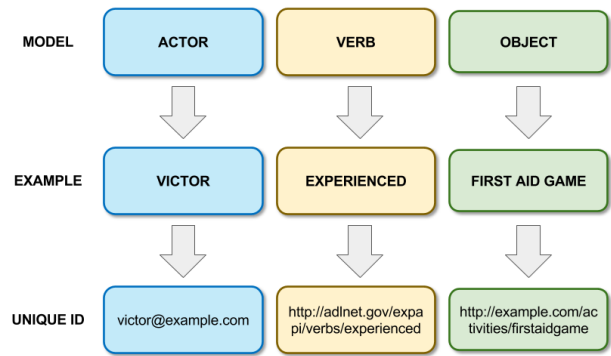 MODEL ACTOR VERB OBJECT
EXAMPLE VICTOR EXPERIENCED FIRST AID GAME
UNIQUE ID victor@example.com
http://adlnet.gov/expa
pi/verbs/experienced
http://example.com/ac
tivities/firstaidgame